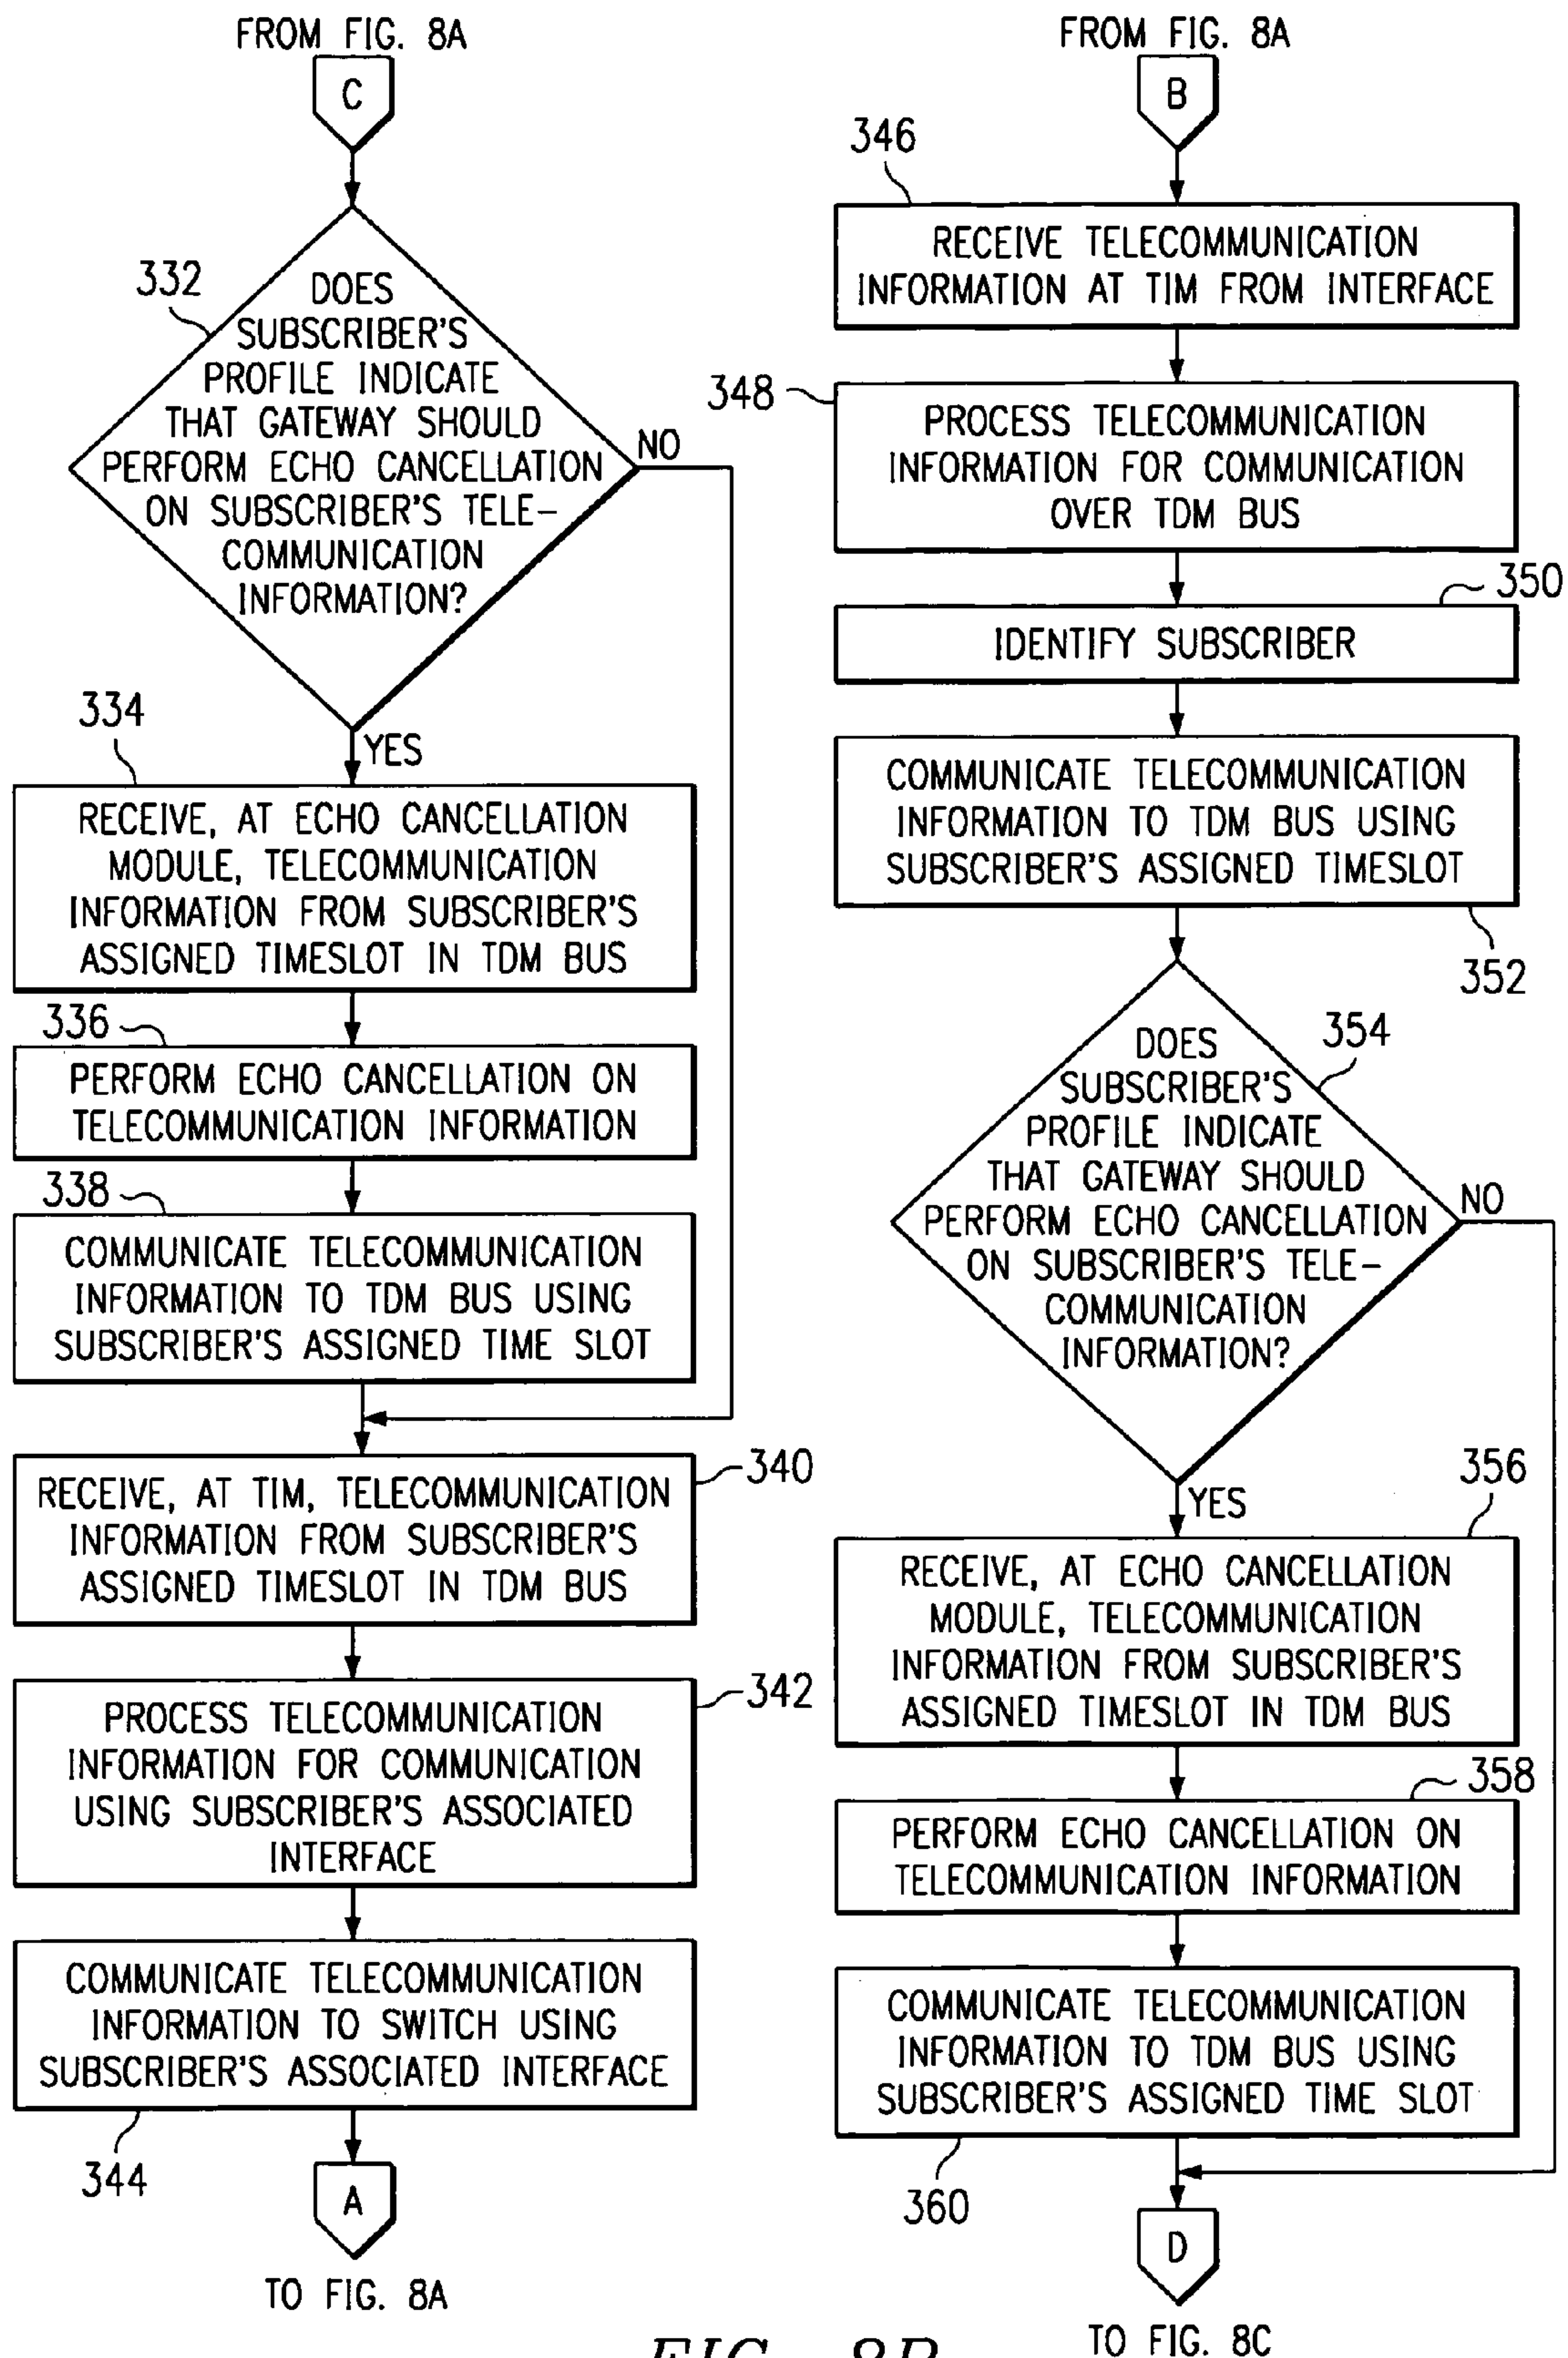 FROM FIG. 8A
C
332
DOES
SUBSCRIBER'S
PROFILE INDICATE
THAT GATEWAY SHOULD
PERFORM ECHO CANCELLATION
ON SUBSCRIBER'S TELE-
COMMUNICATION
INFORMATION?
NO
YES
334
RECEIVE, AT ECHO CANCELLATION
MODULE, TELECOMMUNICATION
INFORMATION FROM SUBSCRIBER'S
ASSIGNED TIMESLOT IN TDM BUS
336
PERFORM ECHO CANCELLATION ON
TELECOMMUNICATION INFORMATION
338
COMMUNICATE TELECOMMUNICATION
INFORMATION TO TDM BUS USING
SUBSCRIBER'S ASSIGNED TIME SLOT
340
RECEIVE, AT TIM, TELECOMMUNICATION
INFORMATION FROM SUBSCRIBER'S
ASSIGNED TIMESLOT IN TDM BUS
342
PROCESS TELECOMMUNICATION
INFORMATION FOR COMMUNICATION
USING SUBSCRIBER'S ASSOCIATED
INTERFACE
COMMUNICATE TELECOMMUNICATION
INFORMATION TO SWITCH USING
SUBSCRIBER'S ASSOCIATED INTERFACE
344
A
TO FIG. 8A
FROM FIG. 8A
B
346
RECEIVE TELECOMMUNICATION
INFORMATION AT TIM FROM INTERFACE
348
PROCESS TELECOMMUNICATION
INFORMATION FOR COMMUNICATION
OVER TDM BUS
350
IDENTIFY SUBSCRIBER
COMMUNICATE TELECOMMUNICATION
INFORMATION TO TDM BUS USING
SUBSCRIBER'S ASSIGNED TIMESLOT
352
354
DOES
SUBSCRIBER'S
PROFILE INDICATE
THAT GATEWAY SHOULD
PERFORM ECHO CANCELLATION
ON SUBSCRIBER'S TELE-
COMMUNICATION
INFORMATION?
NO
YES
356
RECEIVE, AT ECHO CANCELLATION
MODULE, TELECOMMUNICATION
INFORMATION FROM SUBSCRIBER'S
ASSIGNED TIMESLOT IN TDM BUS
358
PERFORM ECHO CANCELLATION ON
TELECOMMUNICATION INFORMATION
COMMUNICATE TELECOMMUNICATION
INFORMATION TO TDM BUS USING
SUBSCRIBER'S ASSIGNED TIME SLOT
360
D
TO FIG. 8C